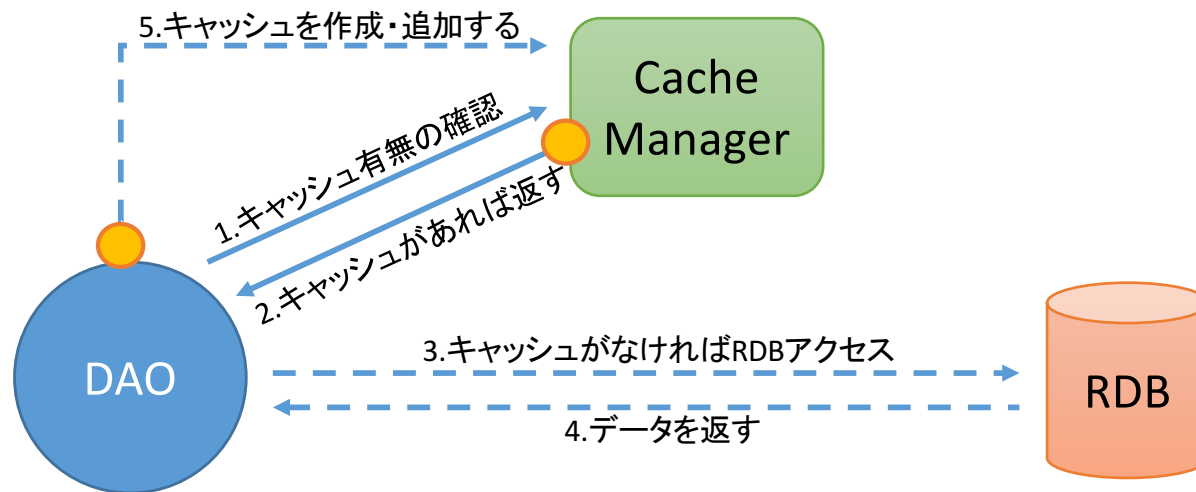 5.キャッシュを作成・追加する
Cache
Manager
1.キャッシュ有無の確認
2.キャッシュがあれば返す
3.キャッシュがなければRDBアクセス
DAO
RDB
4.データを返す